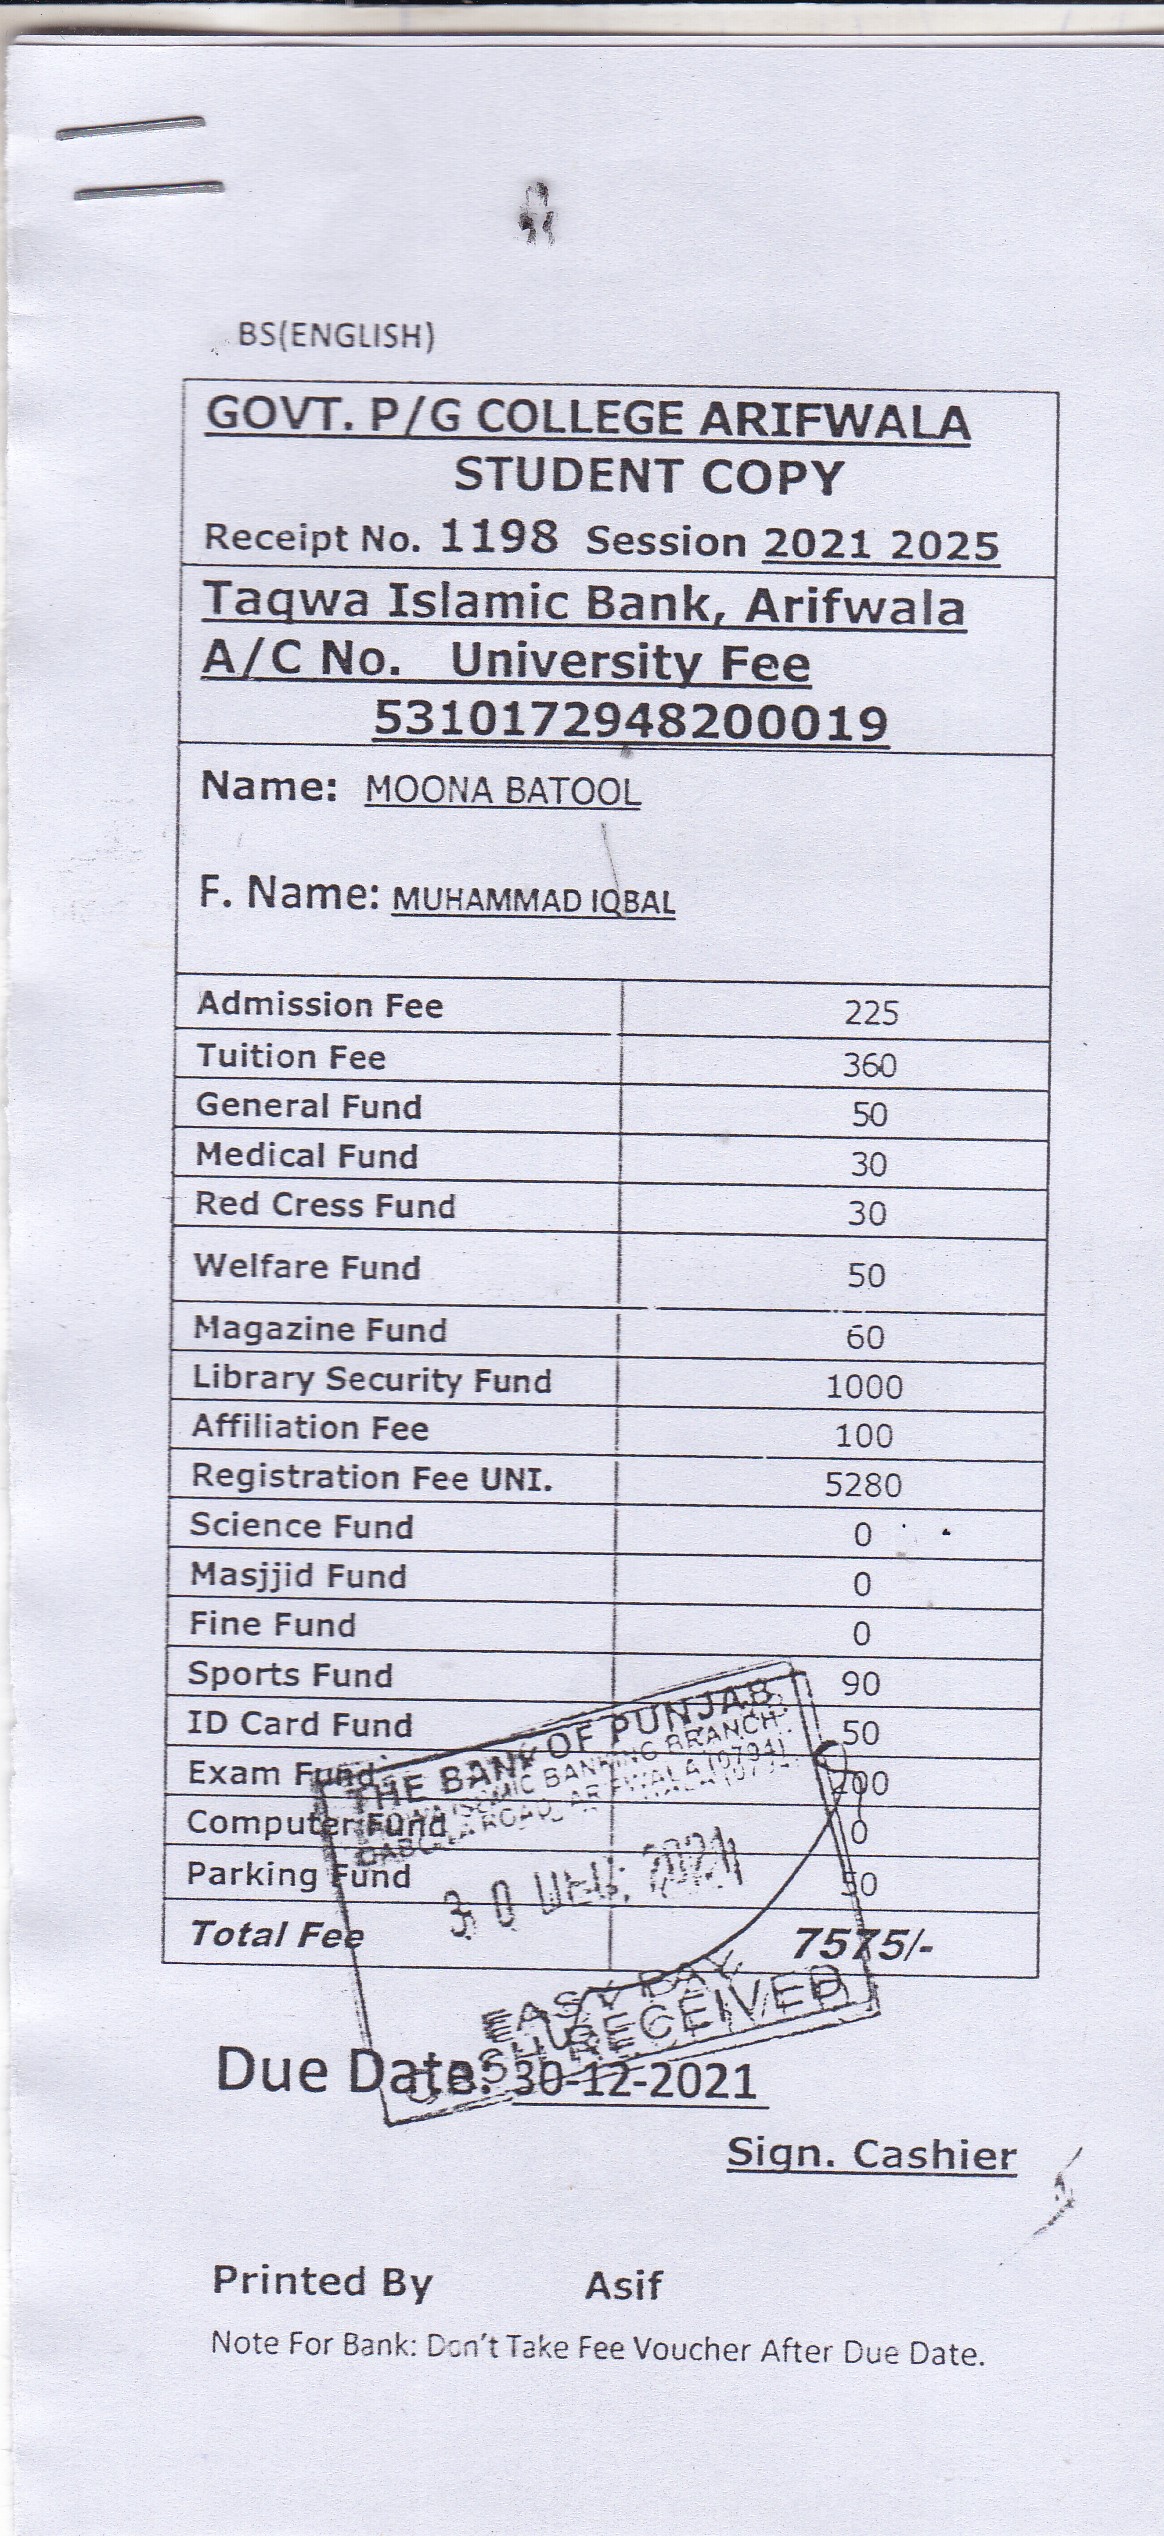 BS(ENGLISH)
GOVT. P/G COLLEGE ARIFWALA
STUDENT COPY
Receipt No. 1198 Session 2021 2025
Taqwa Islamic Bank, Arifwala
A/C No. University Fee
5310172948200019
Name: MOONA BATOOL
F. Name: MUHAMMAD IQBAL
Admission Fee 225
Tuition Fee 360
General Fund 50
Medical Fund 30
Red Cress Fund 30
Welfare Fund 50
Magazine Fund 60
Library Security Fund 1000
Affiliation Fee 100
Registration Fee UNI. 5280
Science Fund 0
Masjjid Fund 0
Fine Fund 0
Sports Fund 90
ID Card Fund 50
Exam Fund 200
Computer Fund 0
Parking Fund 50
Total Fee 7575/-
THE BANK OF PUNJAB
ISLAMIC BANKING BRANCH
ROAD, ARIFWALA (0794)
30 DEC. 2021
EASY PAY
CASH RECEIVED
Due Date: 30-12-2021
Sign. Cashier
Printed By Asif
Note For Bank: Don't Take Fee Voucher After Due Date.